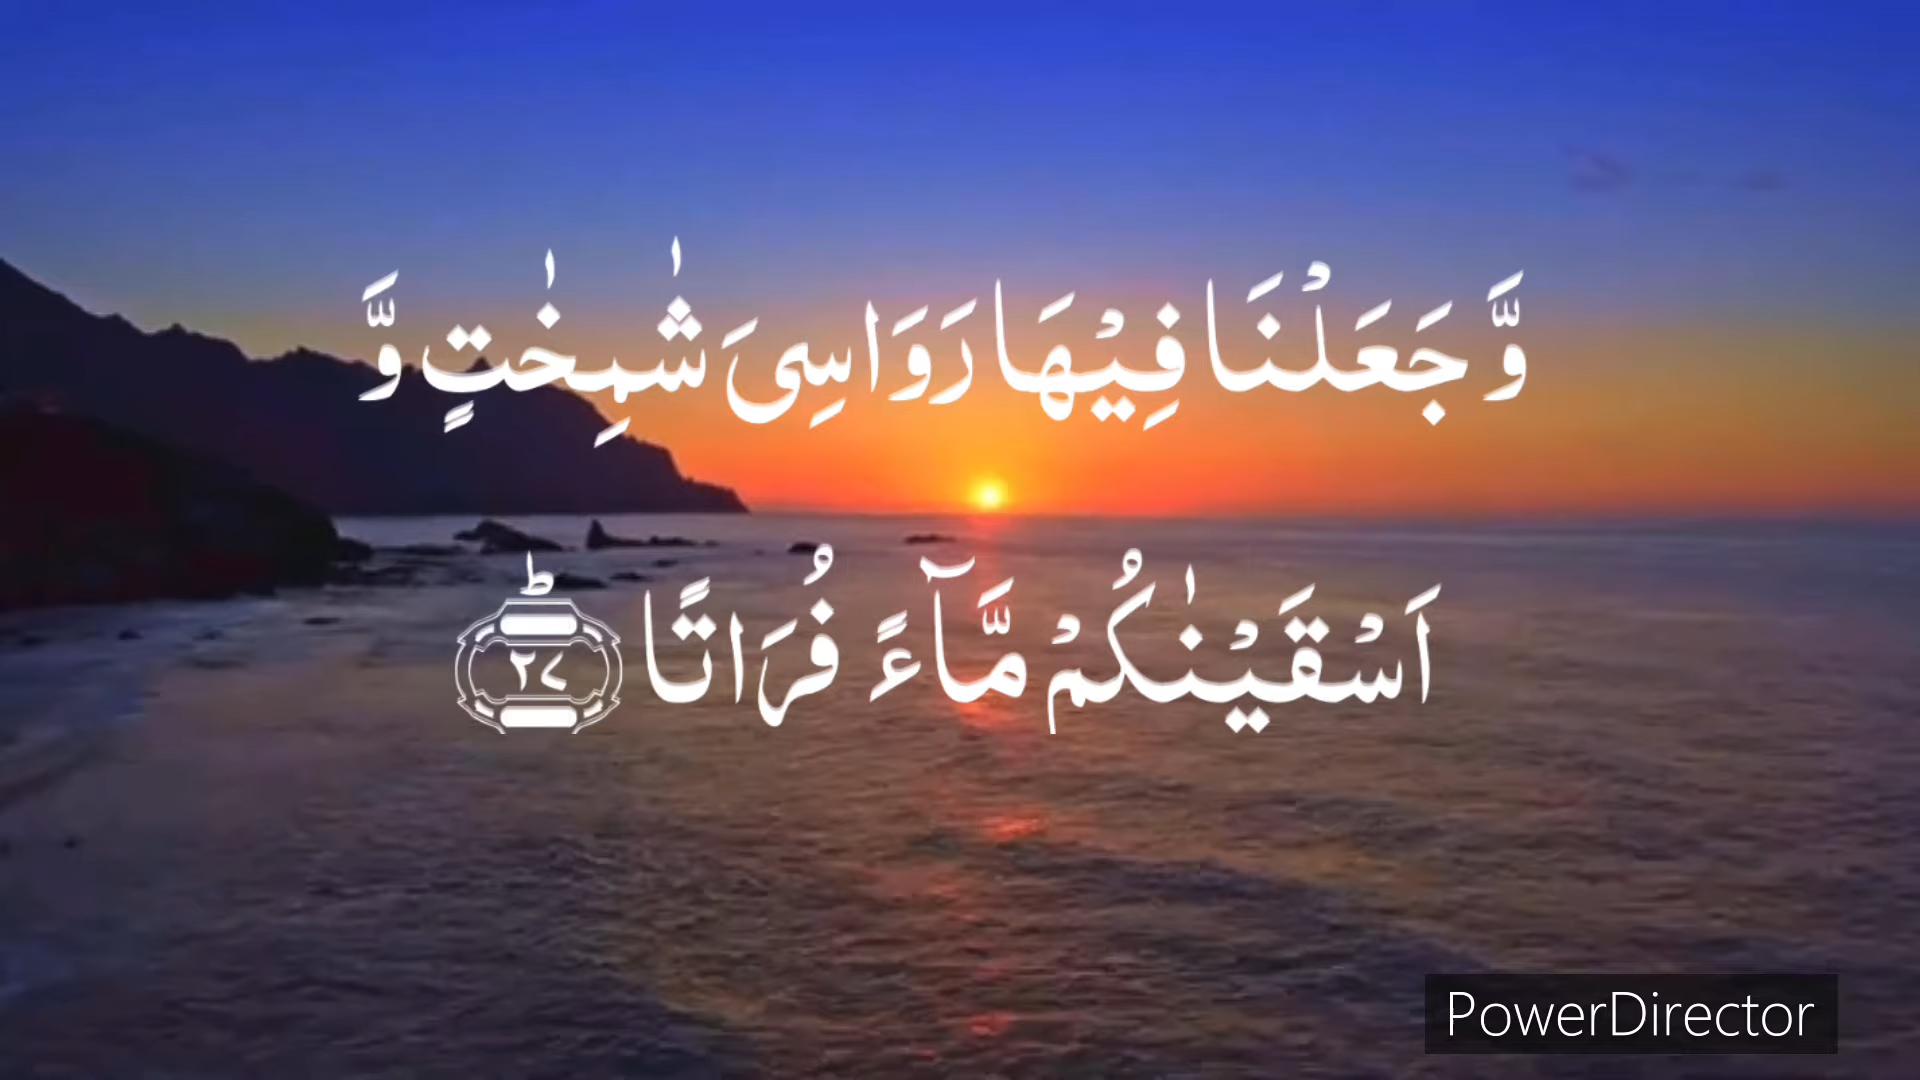 وَّ جَعَلْنَا فِيْهَا رَوَاسِیَ شٰمِخٰتٍ وَّ
اَسْقَيْنٰكُمْ مَّآءً فُرَاتًا ؕ ۲۷
PowerDirector